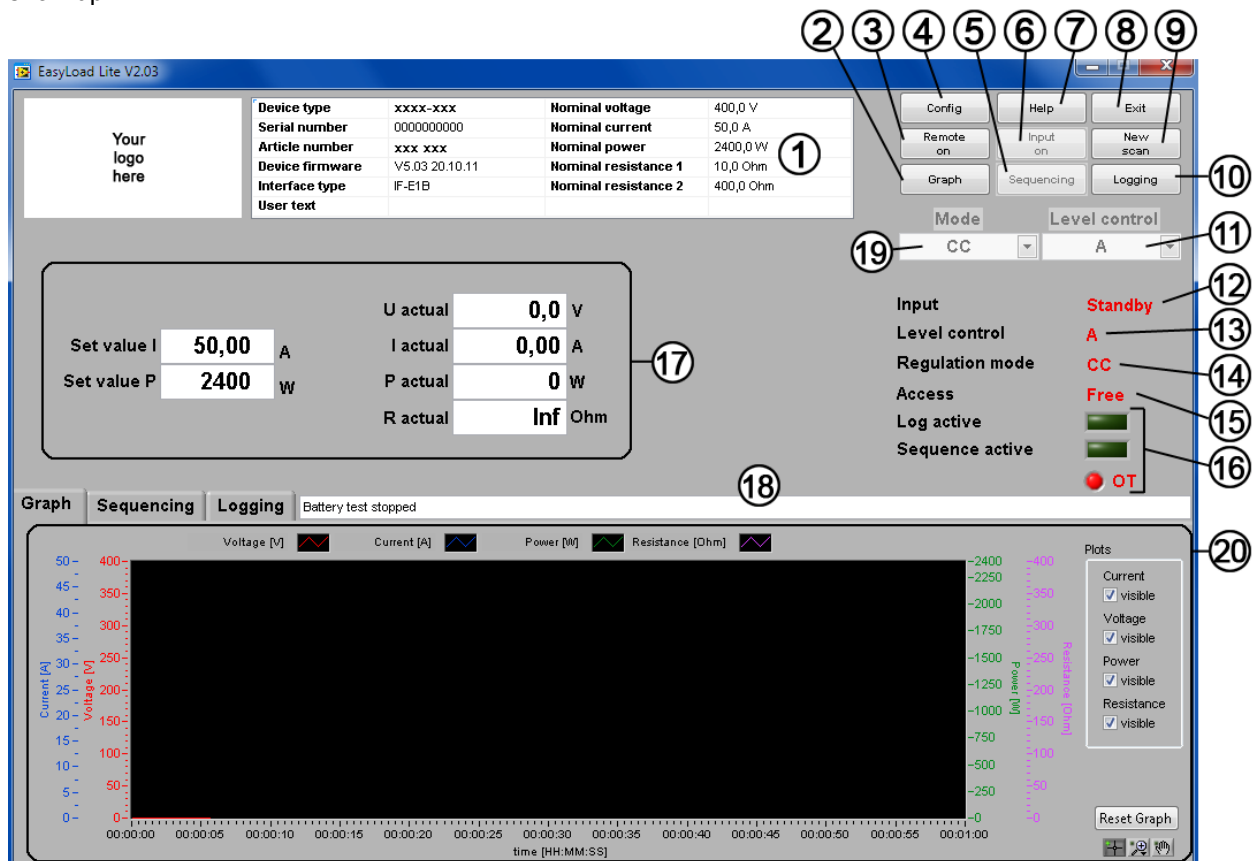 ② ③ ④ ⑤ ⑥ ⑦ ⑧ ⑨
EasyLoad Lite V2.03
Your logo here
Device type xxxx-xxx Nominal voltage 400,0 V
Serial number 0000000000 Nominal current 50,0 A
Article number xxx xxx Nominal power 2400,0 W
Device firmware V5.03 20.10.11 Nominal resistance 1 10,0 Ohm
Interface type IF-E1B Nominal resistance 2 400,0 Ohm
User text
①
Config Help Exit
Remote on Input on New scan
Graph Sequencing Logging ⑩
Mode Level control
⑲ CC A ⑪
Input Standby ⑫
Level control A ⑬
Regulation mode CC ⑭
Access Free ⑮
Log active
Sequence active
OT ⑯
U actual 0,0 V
Set value I 50,00 A I actual 0,00 A
Set value P 2400 W P actual 0 W
R actual Inf Ohm
⑰
⑱
Graph Sequencing Logging Battery test stopped
Voltage [V] Current [A] Power [W] Resistance [Ohm]
50 45 40 35 30 25 20 15 10 5 0
Current [A]
400 350 300 250 200 150 100 50 0
Voltage [V]
2400 2250 2000 1750 1500 1250 1000 750 500 250 0
Power [W]
400 350 300 250 200 150 100 50 0
Resistance [Ohm]
00:00:00 00:00:05 00:00:10 00:00:15 00:00:20 00:00:25 00:00:30 00:00:35 00:00:40 00:00:45 00:00:50 00:00:55 00:01:00
time [HH:MM:SS]
Plots ⑳
Current
visible
Voltage
visible
Power
visible
Resistance
visible
Reset Graph